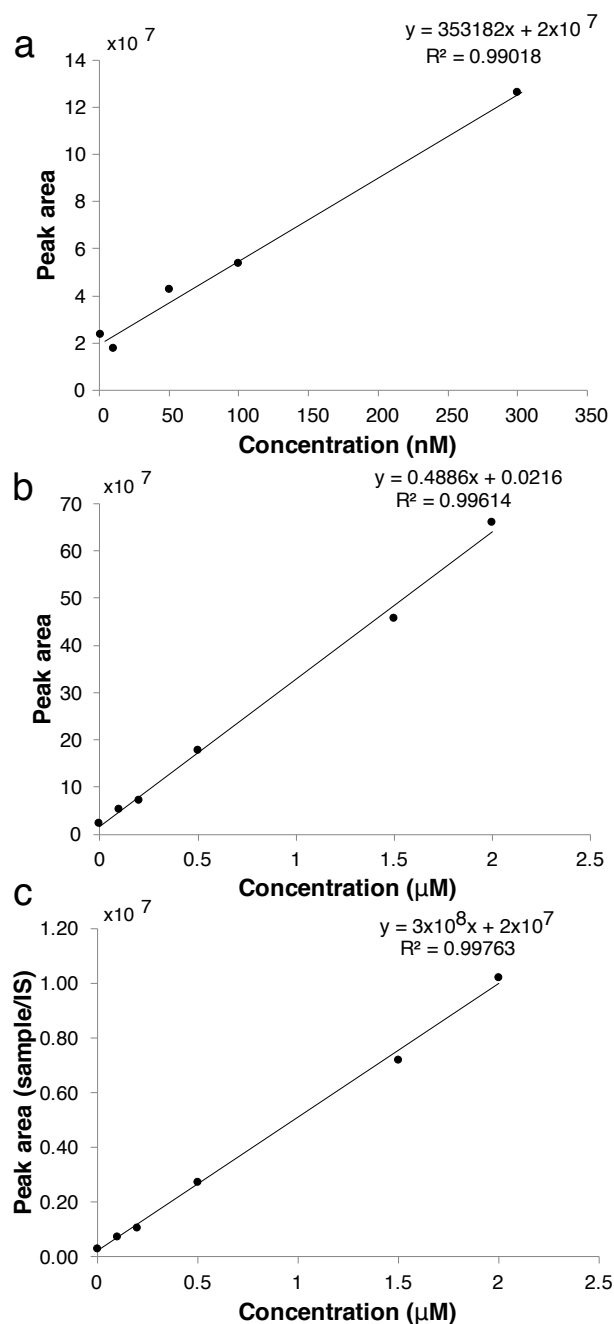 a
x10 7
y = 353182x + 2x10 7
R² = 0.99018
14
12
10
8
6
4
2
0
Peak area
0 50 100 150 200 250 300 350
Concentration (nM)
b
x10 7
y = 0.4886x + 0.0216
R² = 0.99614
70
60
50
40
30
20
10
0
Peak area
0 0.5 1 1.5 2 2.5
Concentration (μM)
c
x10 7
y = 3x10⁸x + 2x10⁷
R² = 0.99763
1.20
1.00
0.80
0.60
0.40
0.20
0.00
Peak area (sample/IS)
0 0.5 1 1.5 2 2.5
Concentration (μM)